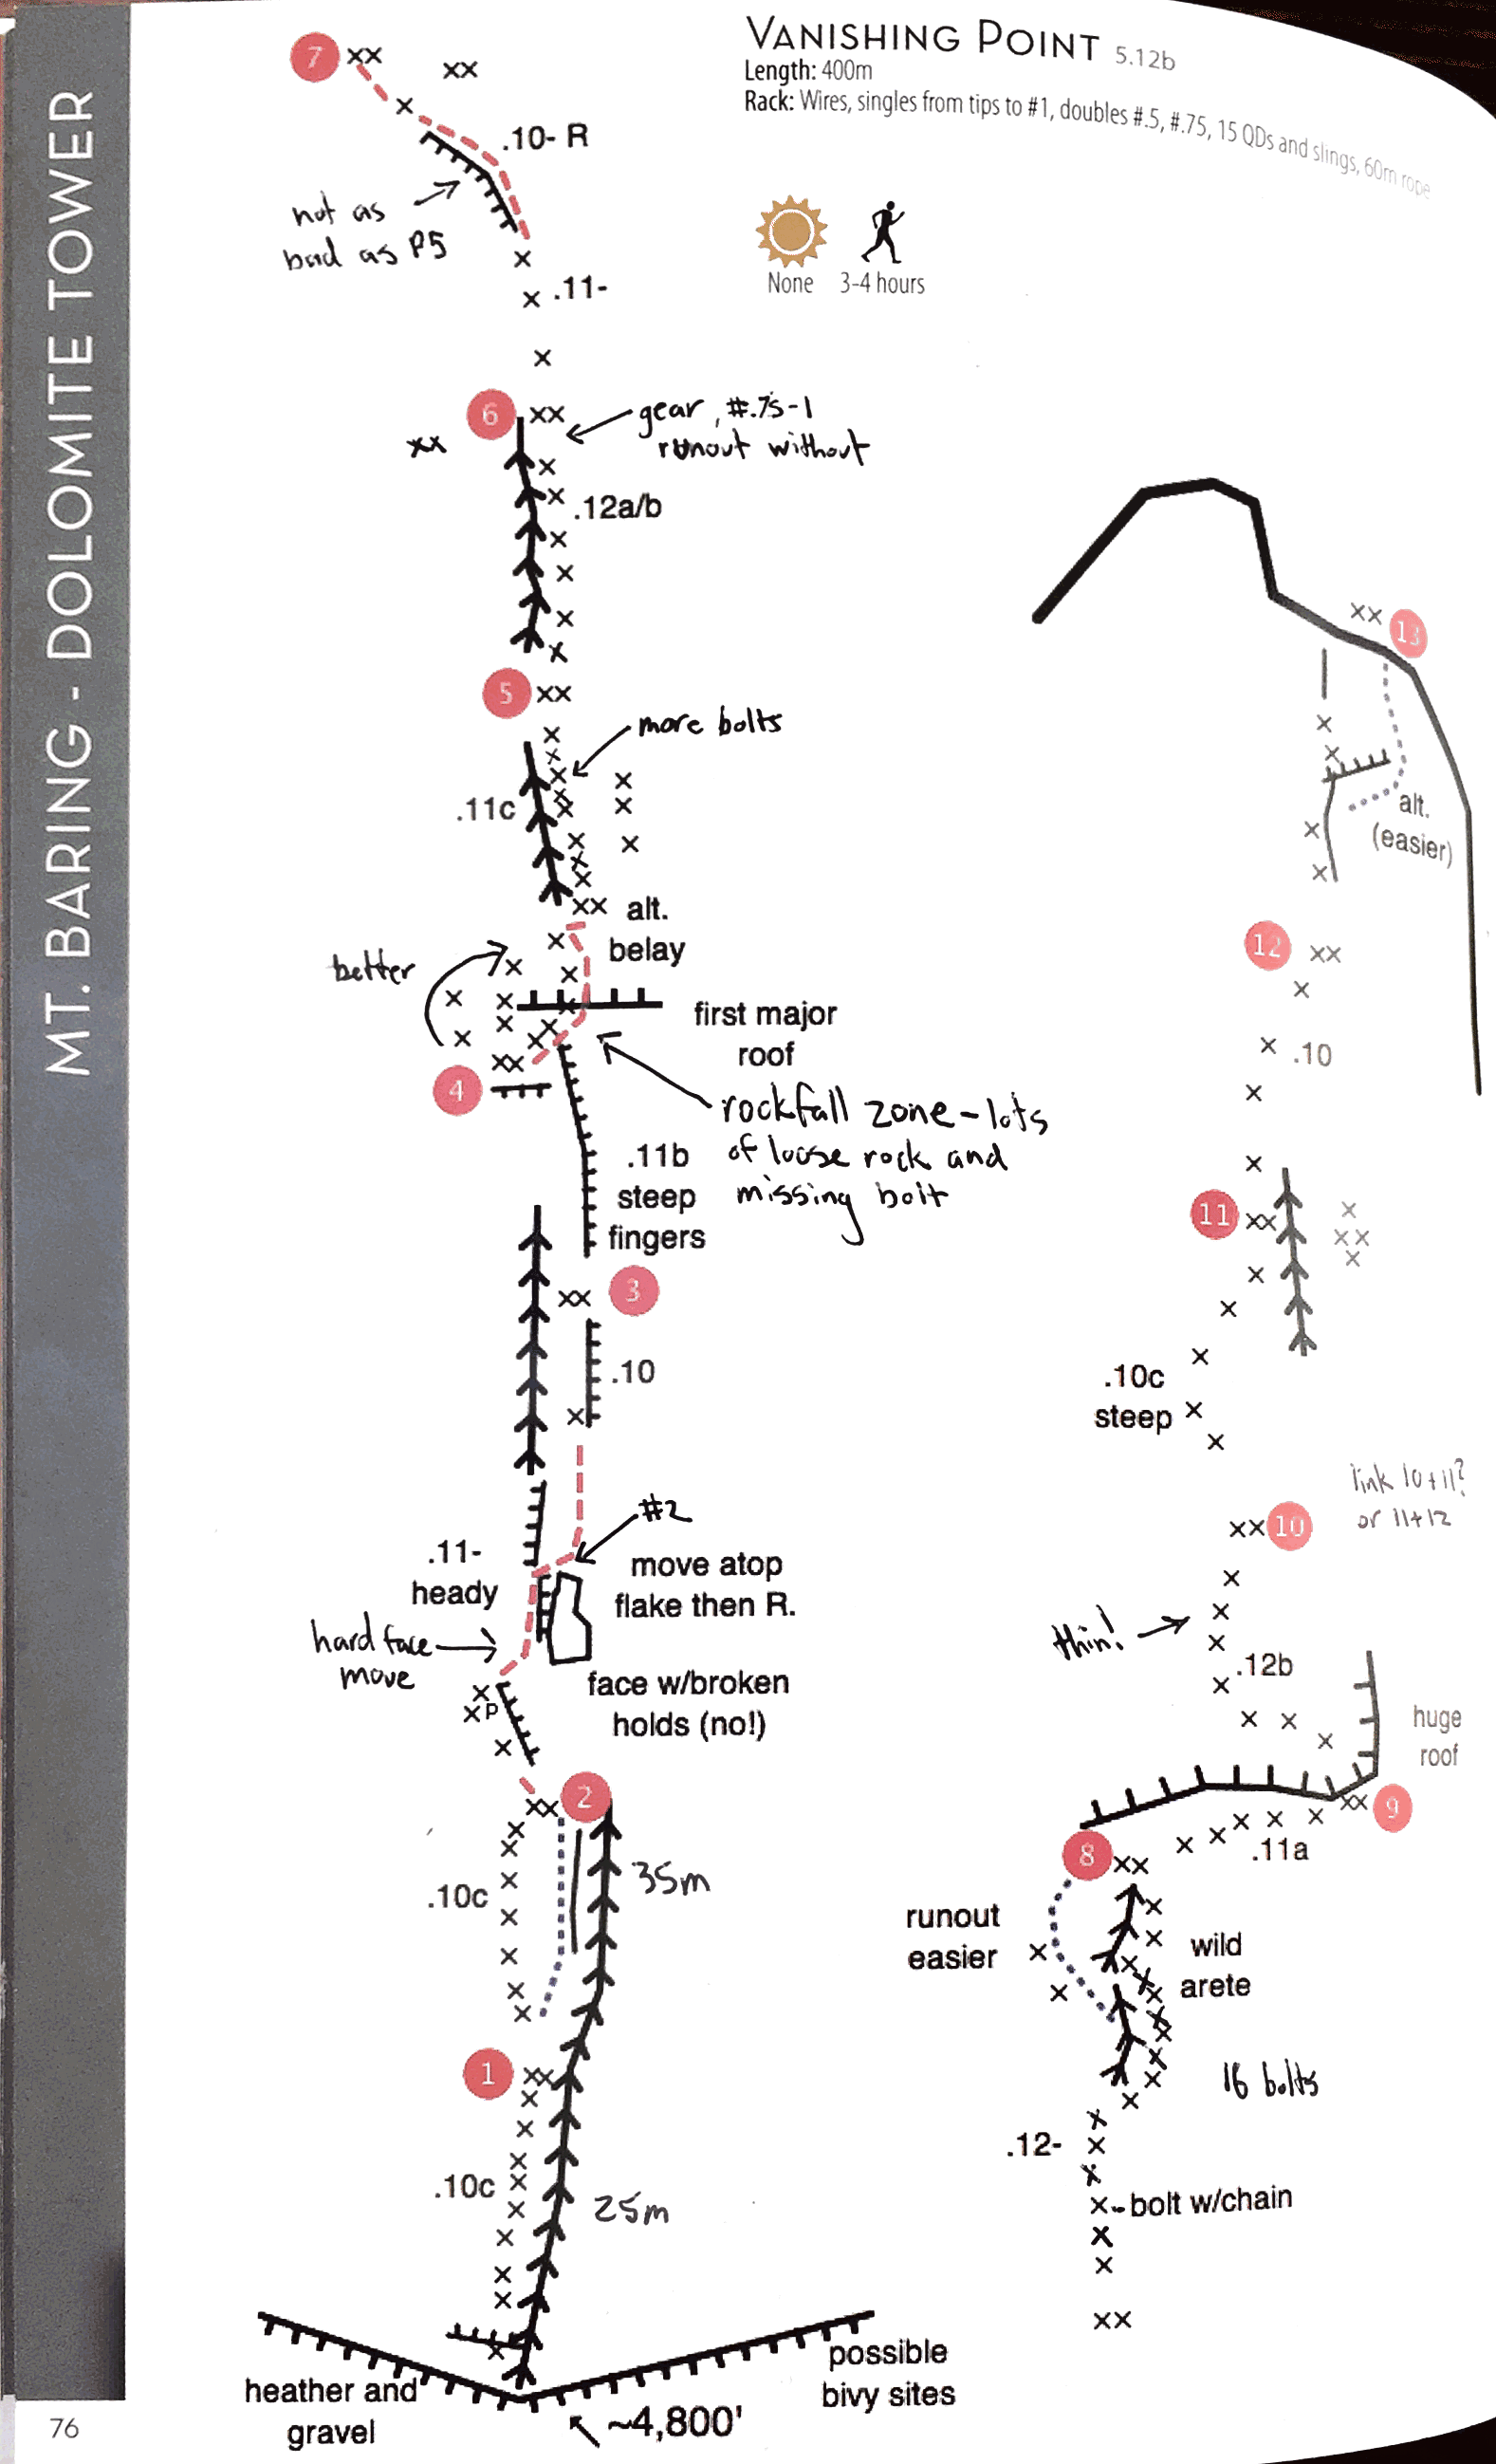 VANISHING POINT 5.12b
Length: 400m
Rack: Wires, singles from tips to #1, doubles #.5, #.75, 15 QDs and slings, 60m rope
None
3-4 hours
MT. BARING - DOLOMITE TOWER
7
XX
XX
.10- R
not as
bad as P5
.11-
6
XX
XX
gear, #.75-1
runout without
.12a/b
5
XX
more bolts
.11c
XX
alt.
belay
better
first major
roof
XX
4
rockfall zone - lots
of loose rock and
missing bolt
.11b
steep
fingers
XX
3
.10
#2
.11-
heady
move atop
flake then R.
hard face
move
P
face w/broken
holds (no!)
XX
2
.10c
35m
1
XX
.10c
25m
heather and
gravel
~4,800'
possible
bivy sites
76
XX
13
alt.
(easier)
12
XX
.10
11
XX
XX
.10c
steep
link 10+11?
or 11+12
XX
10
thin!
.12b
huge
roof
XX
9
8
XX
.11a
runout
easier
wild
arete
16 bolts
.12-
bolt w/chain
XX